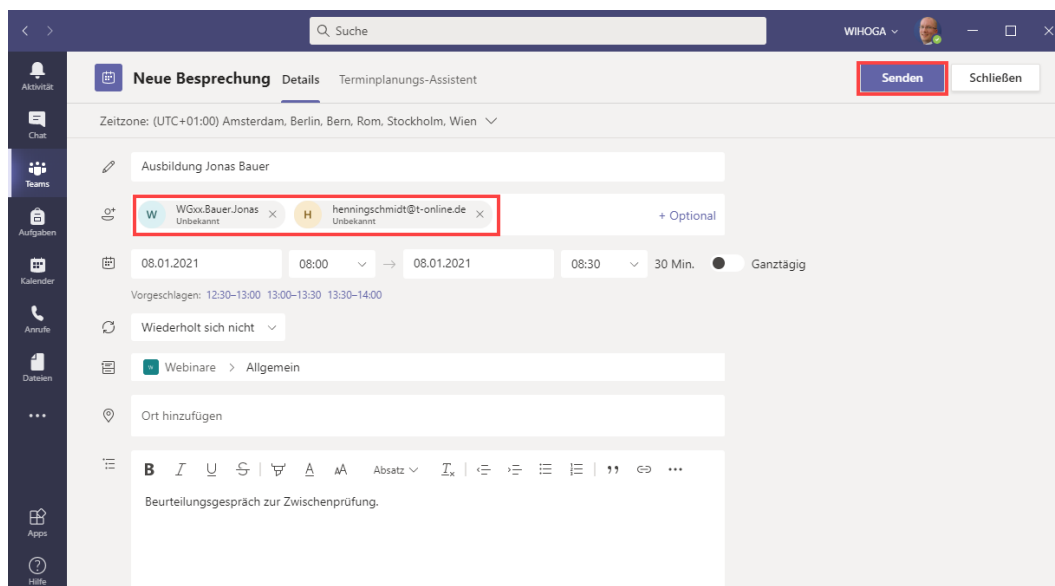 Suche
WIHOGA
Aktivität
Chat
Teams
Aufgaben
Kalender
Anrufe
Dateien
Apps
Hilfe
Neue Besprechung Details Terminplanungs-Assistent
Senden Schließen
Zeitzone: (UTC+01:00) Amsterdam, Berlin, Bern, Rom, Stockholm, Wien
Ausbildung Jonas Bauer
W WGxx.Bauer.Jonas × H henningschmidt@t-online.de ×
Unbekannt Unbekannt
+ Optional
08.01.2021 08:00 → 08.01.2021 08:30 30 Min. Ganztägig
Vorgeschlagen: 12:30–13:00 13:00–13:30 13:30–14:00
Wiederholt sich nicht
W Webinare > Allgemein
Ort hinzufügen
B I U S A AA Absatz Tx
Beurteilungsgespräch zur Zwischenprüfung.